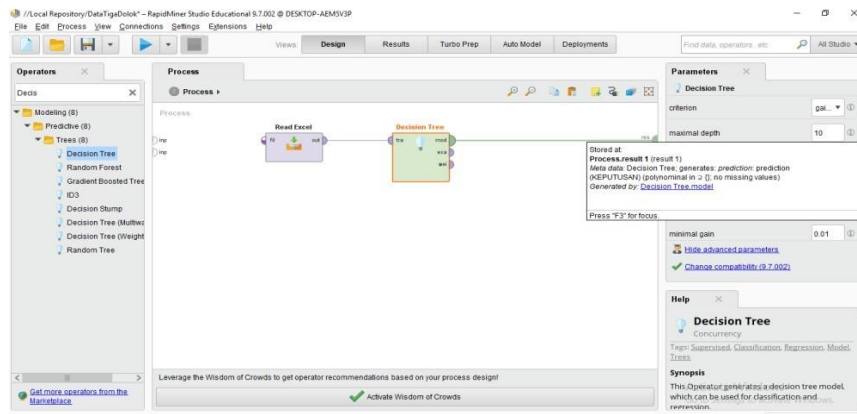 //Local Repository/DataTigaDolok* – RapidMiner Studio Educational 9.7.002 @ DESKTOP-AEM5V3P
File Edit Process View Connections Settings Extensions Help
Views: Design Results Turbo Prep Auto Model Deployments Find data, operators...etc All Studio
Operators
Decis
Modeling (8)
Predictive (8)
Trees (8)
Decision Tree
Random Forest
Gradient Boosted Tree
ID3
Decision Stump
Decision Tree (Multiwa
Decision Tree (Weight
Random Tree
Get more operators from the
Marketplace
Process
Process
Process
inp
inp
Read Excel
fil
out
Decision Tree
tra
mod
exa
wei
res
Stored at:
Process.result 1 (result 1)
Meta data: Decision Tree; generates: prediction: prediction
(KEPUTUSAN) (polynominal in ≥ {}; no missing values)
Generated by: Decision Tree.model
Press "F3" for focus.
Leverage the Wisdom of Crowds to get operator recommendations based on your process design!
Activate Wisdom of Crowds
Parameters
Decision Tree
criterion gai...
maximal depth 10
minimal gain 0.01
Hide advanced parameters
Change compatibility (9.7.002)
Help
Decision Tree
Concurrency
Tags: Supervised, Classification, Regression, Model,
Trees
Synopsis
This Operator generates a decision tree model,
which can be used for classification and
regression.